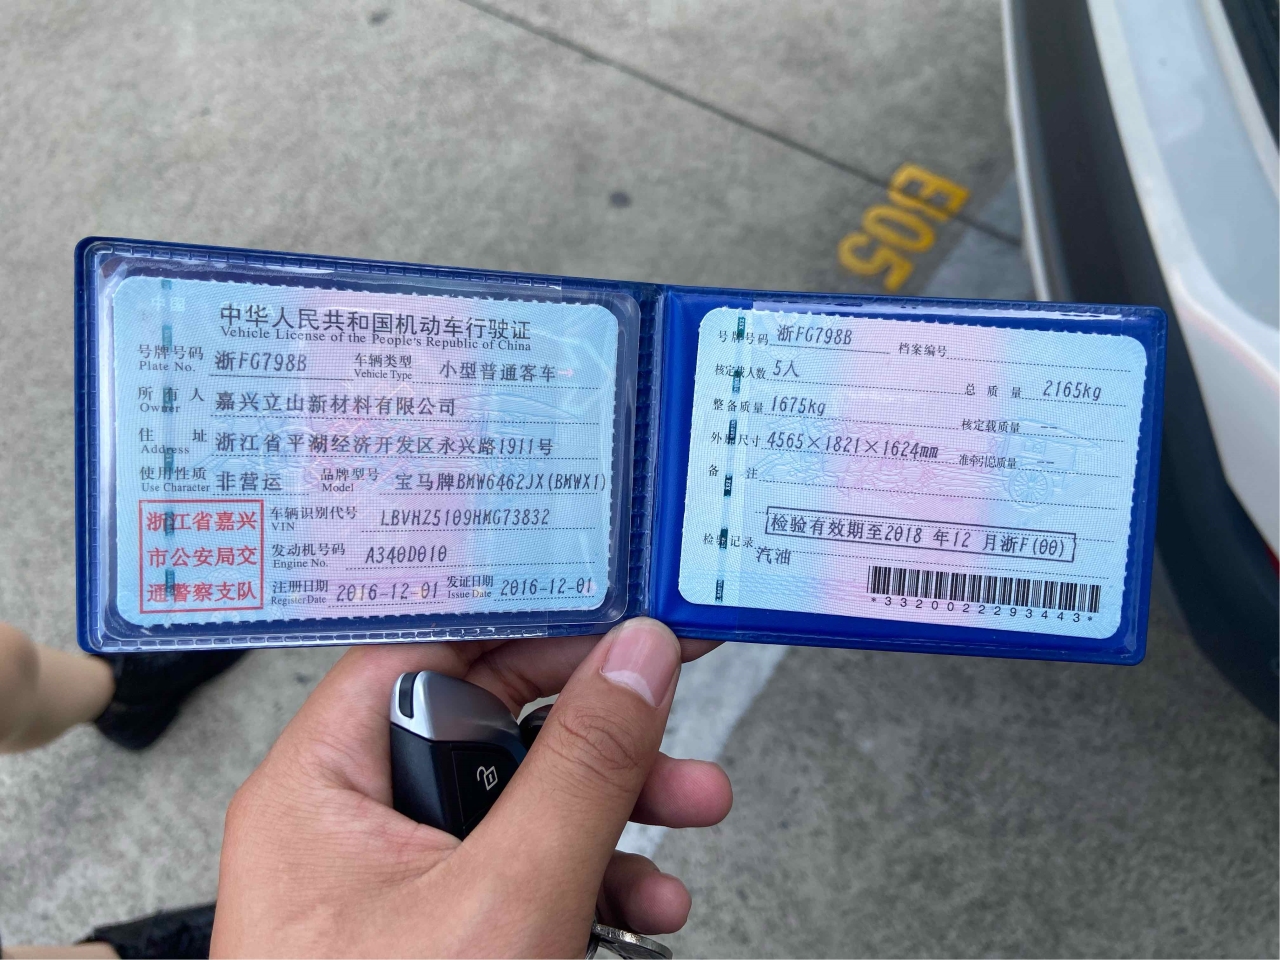 中华人民共和国机动车行驶证
Vehicle License of the People's Republic of China
号牌号码 浙FG798B 车辆类型 小型普通客车
Plate No. Vehicle Type
所有人 嘉兴立山新材料有限公司
Owner
住址 浙江省平湖经济开发区永兴路1911号
Address
使用性质 非营运 品牌型号 宝马牌BMW6462JX(BMWX1)
Use Character Model
浙江省嘉兴
市公安局交
通警察支队
车辆识别代号 LBVHZ5109HMG73832
VIN
发动机号码 A340D010
Engine No.
注册日期 2016-12-01 发证日期 2016-12-01
Register Date Issue Date
号牌号码 浙FG798B 档案编号
核定载人数 5人 总质量 2165kg
整备质量 1675kg 核定载质量 --
外廓尺寸 4565×1821×1624mm 准牵引总质量 --
备注
检验有效期至2018 年12 月浙F(00)
检验记录
汽油
*3320022293443*
E105